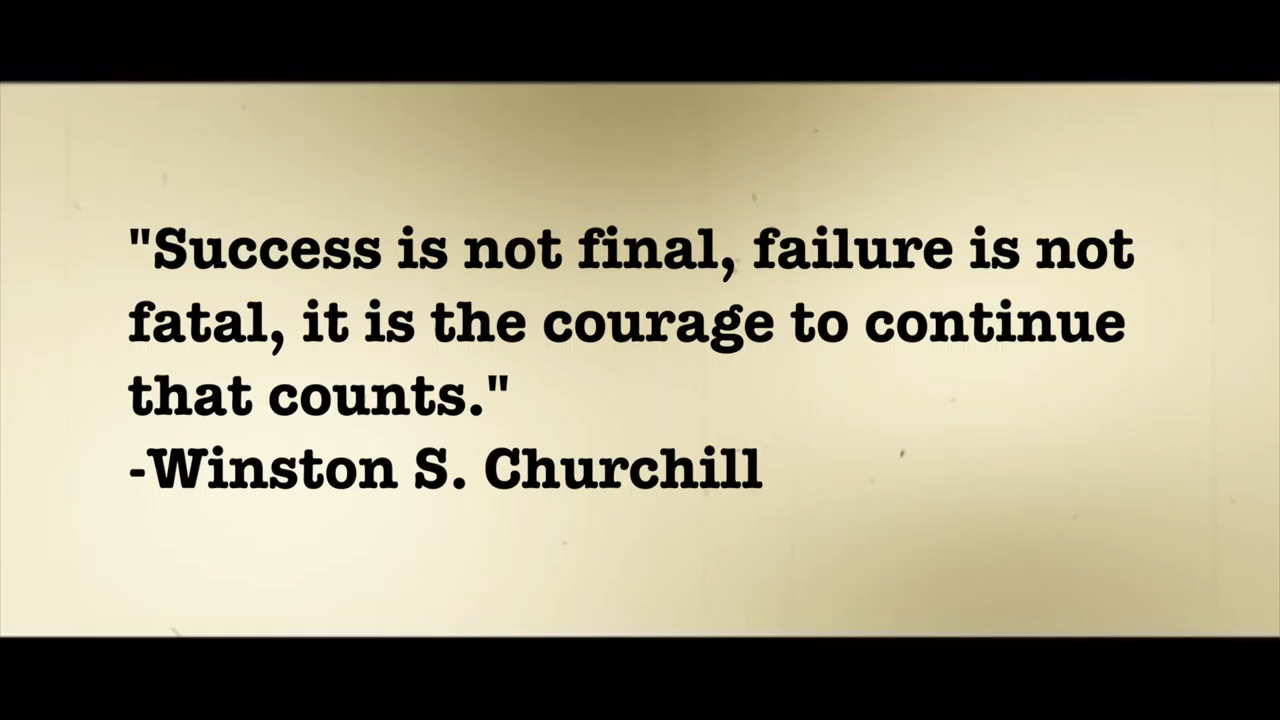 "Success is not final, failure is not
fatal, it is the courage to continue
that counts."
-Winston S. Churchill